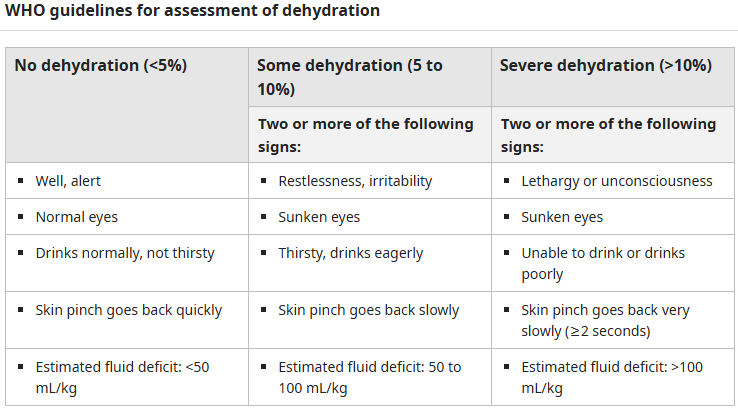 WHO guidelines for assessment of dehydration
No dehydration (<5%)
Some dehydration (5 to
10%)
Severe dehydration (>10%)
Two or more of the following
signs:
Two or more of the following
signs:
▪ Well, alert
▪ Restlessness, irritability
▪ Lethargy or unconsciousness
▪ Normal eyes
▪ Sunken eyes
▪ Sunken eyes
▪ Drinks normally, not thirsty
▪ Thirsty, drinks eagerly
▪ Unable to drink or drinks
poorly
▪ Skin pinch goes back quickly
▪ Skin pinch goes back slowly
▪ Skin pinch goes back very
slowly (≥2 seconds)
▪ Estimated fluid deficit: <50
mL/kg
▪ Estimated fluid deficit: 50 to
100 mL/kg
▪ Estimated fluid deficit: >100
mL/kg